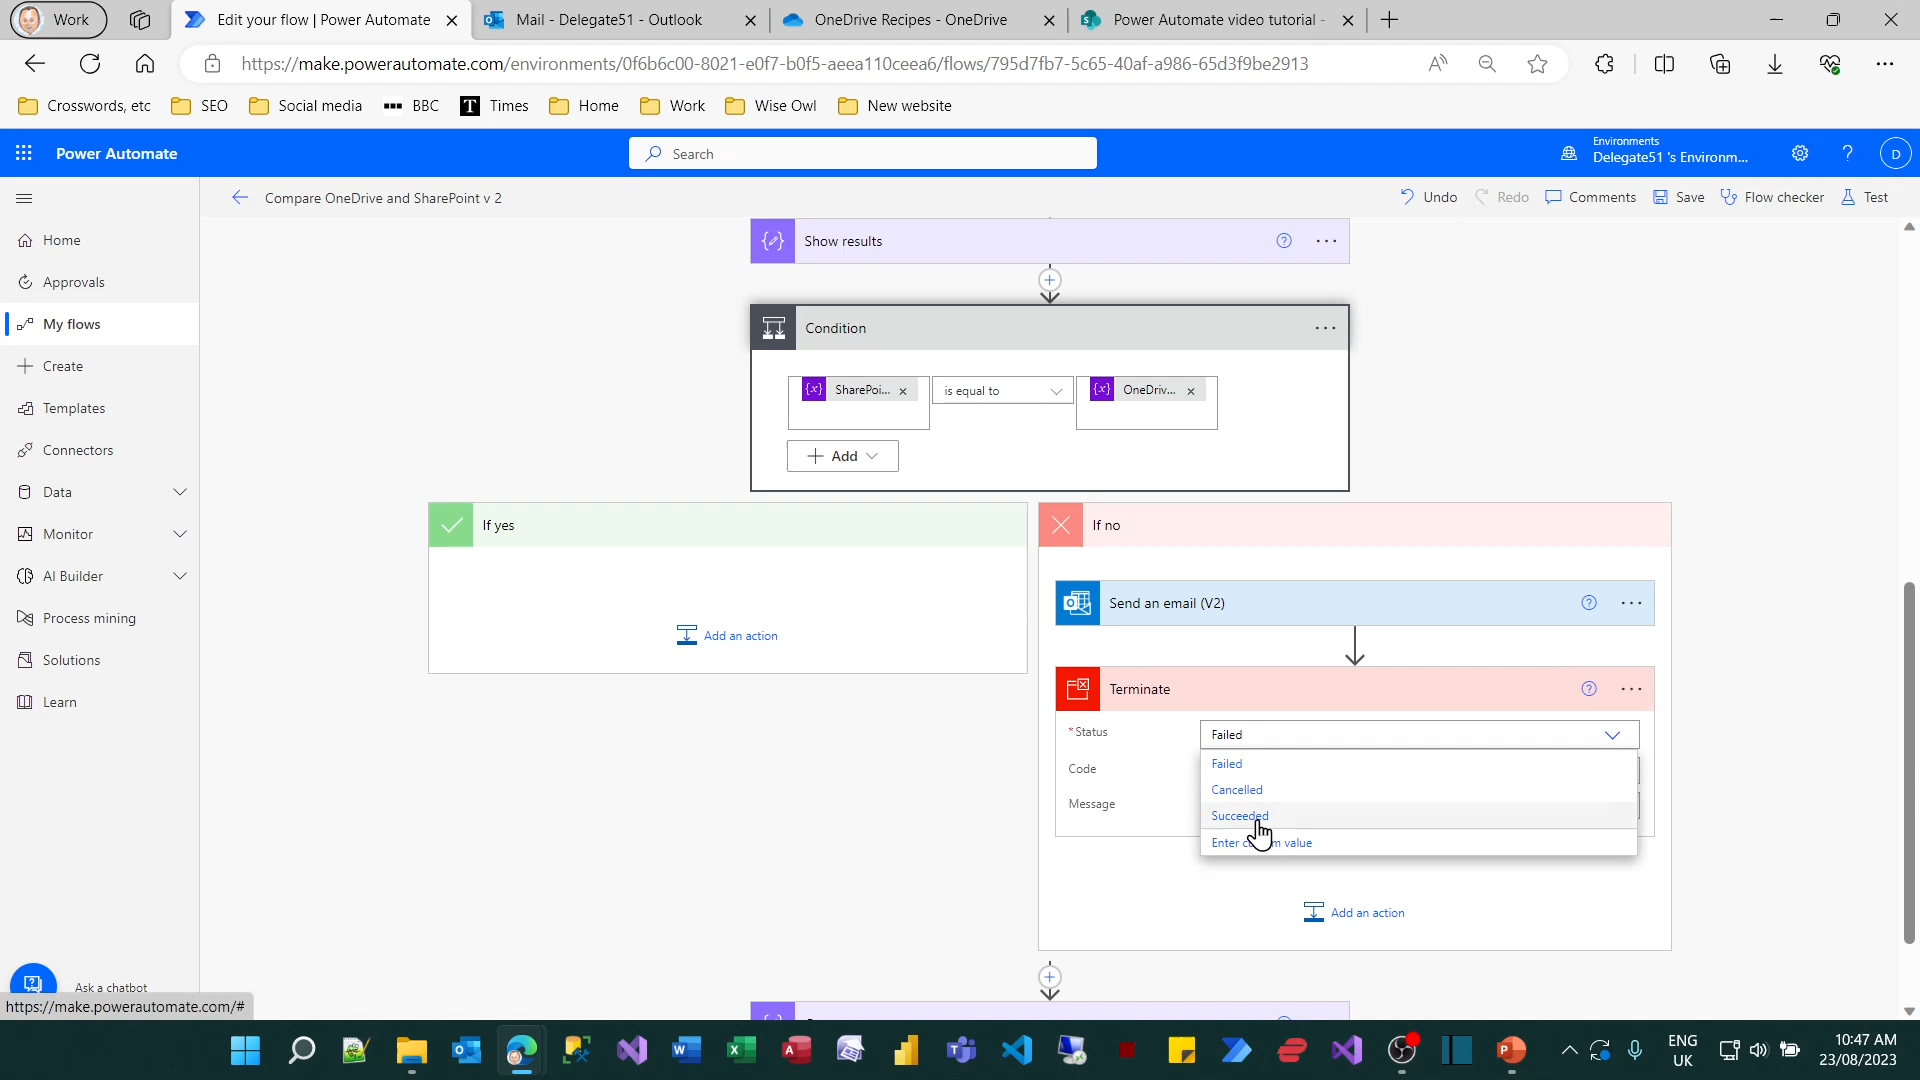 Work
Edit your flow | Power Automate
Mail - Delegate51 - Outlook
OneDrive Recipes - OneDrive
Power Automate video tutorial -
https://make.powerautomate.com/environments/0f6b6c00-8021-e0f7-b0f5-aeea110ceea6/flows/795d7fb7-5c65-40af-a986-65d3f9be2913
Crosswords, etc
SEO
Social media
BBC
Times
Home
Work
Wise Owl
New website
Power Automate
Search
Environments
Delegate51 's Environm...
D
Compare OneDrive and SharePoint v 2
Undo
Redo
Comments
Save
Flow checker
Test
Home
Approvals
My flows
Create
Templates
Connectors
Data
Monitor
AI Builder
Process mining
Solutions
Learn
Ask a chatbot
https://make.powerautomate.com/#
Show results
Condition
SharePoi...
is equal to
OneDriv...
Add
If yes
Add an action
If no
Send an email (V2)
Terminate
*Status
Failed
Code
Message
Failed
Cancelled
Succeeded
Enter value
Add an action
ENG
UK
10:47 AM
23/08/2023